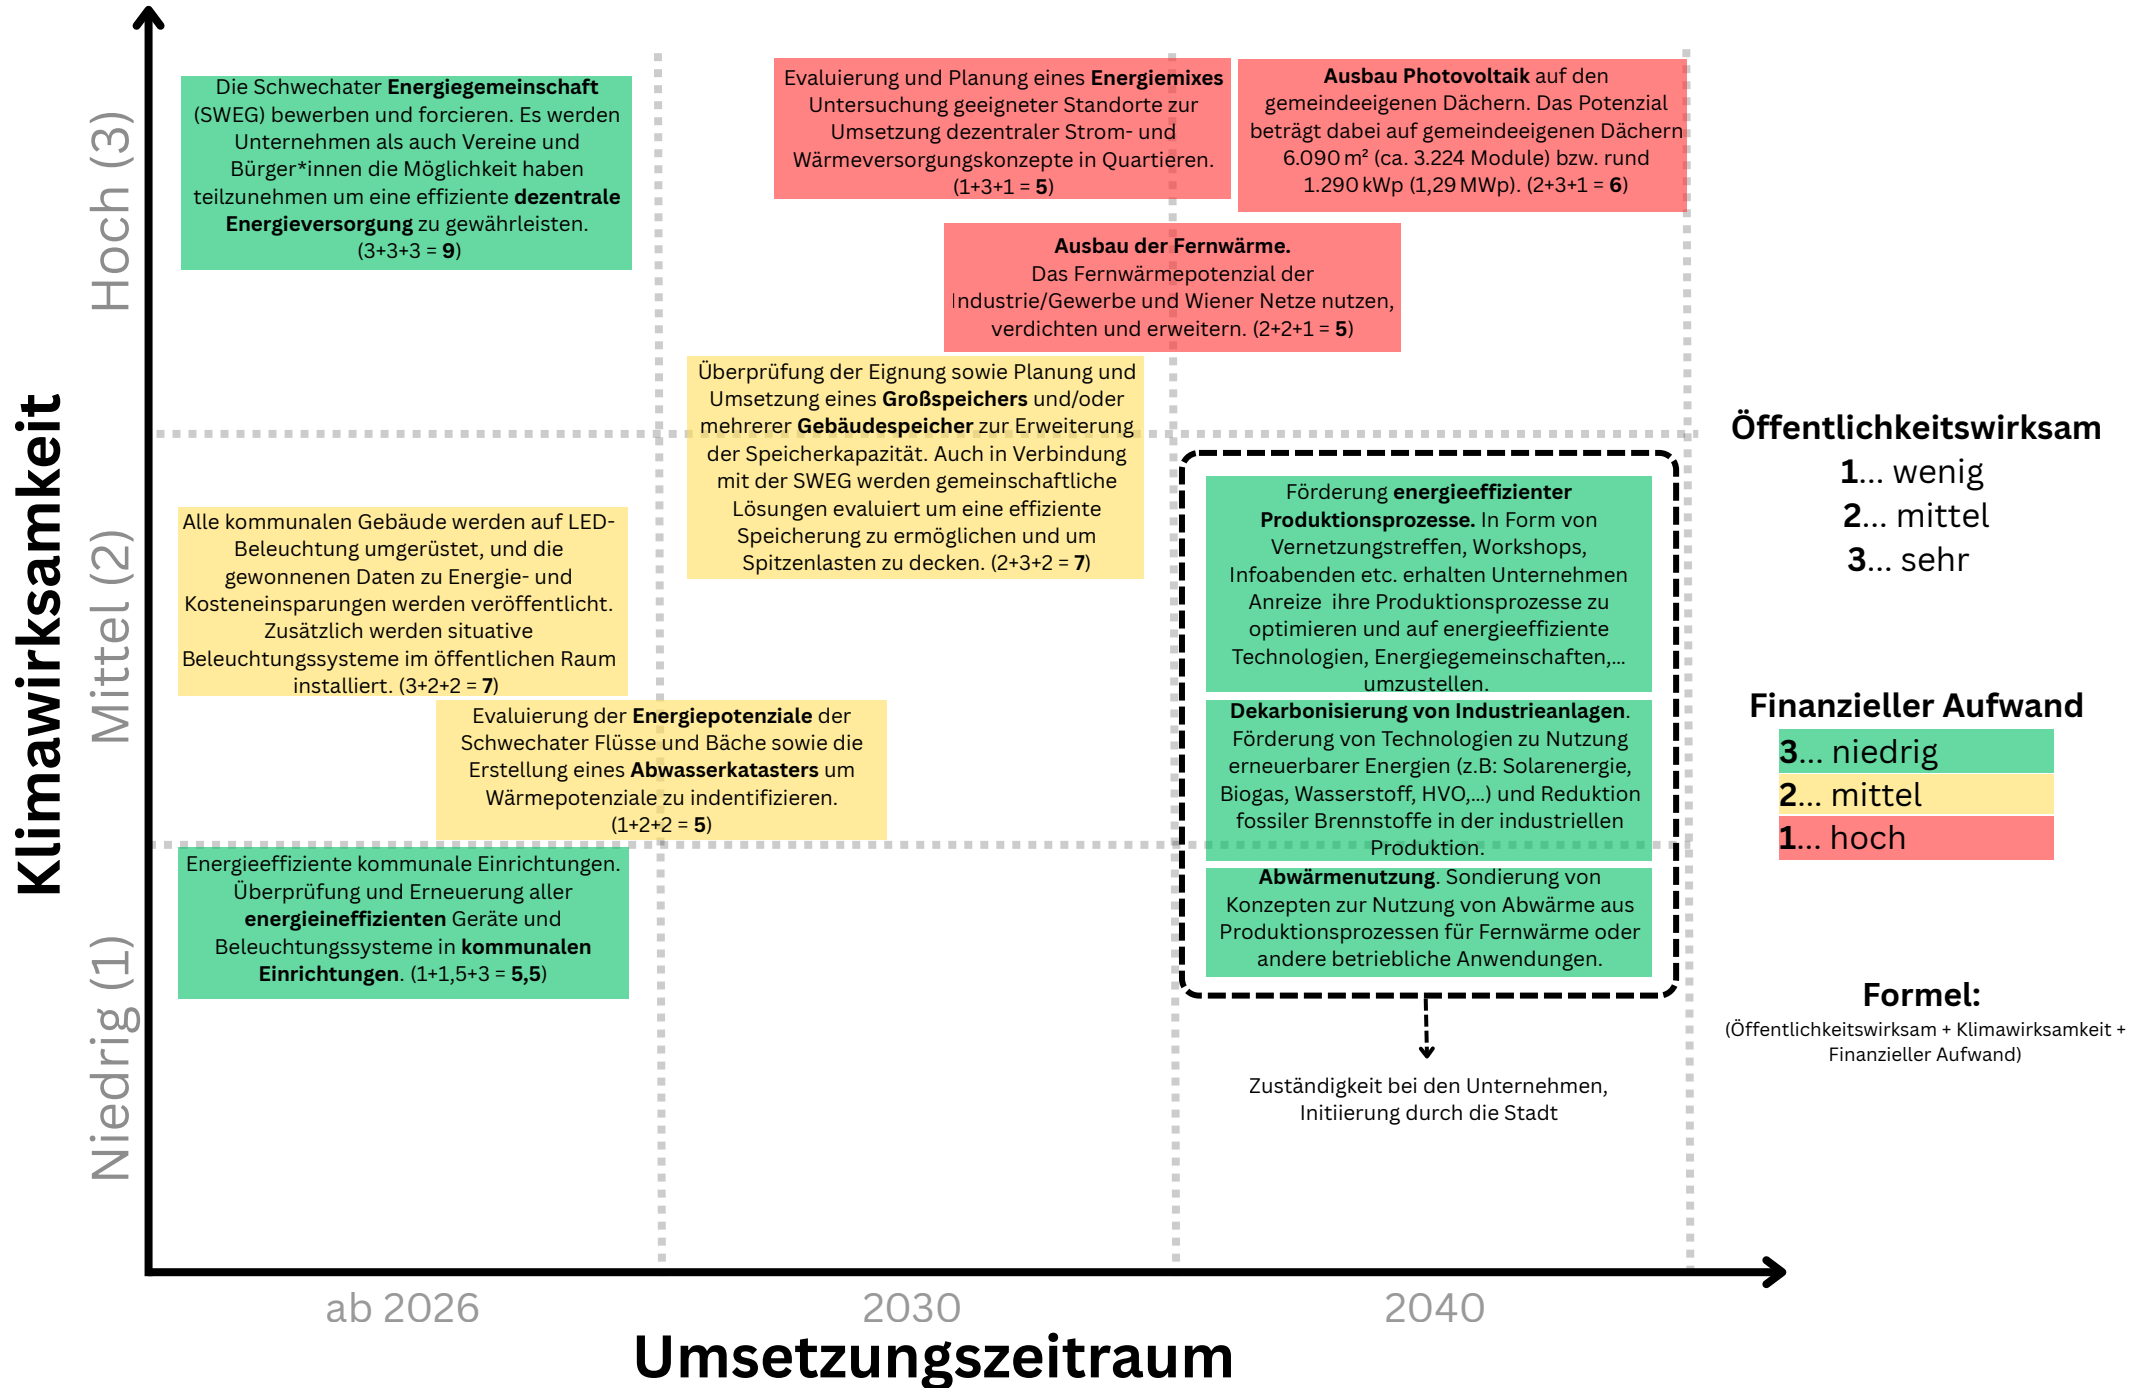 Klimawirksamkeit
Hoch (3)
Mittel (2)
Niedrig (1)
Die Schwechater Energiegemeinschaft
(SWEG) bewerben und forcieren. Es werden
Unternehmen als auch Vereine und
Bürger*innen die Möglichkeit haben
teilzunehmen um eine effiziente dezentrale
Energieversorgung zu gewährleisten.
(3+3+3 = 9)
Evaluierung und Planung eines Energiemixes
Untersuchung geeigneter Standorte zur
Umsetzung dezentraler Strom- und
Wärmeversorgungskonzepte in Quartieren.
(1+3+1 = 5)
Ausbau Photovoltaik auf den
gemeindeeigenen Dächern. Das Potenzial
beträgt dabei auf gemeindeeigenen Dächern
6.090 m² (ca. 3.224 Module) bzw. rund
1.290 kWp (1,29 MWp). (2+3+1 = 6)
Ausbau der Fernwärme.
Das Fernwärmepotenzial der
Industrie/Gewerbe und Wiener Netze nutzen,
verdichten und erweitern. (2+2+1 = 5)
Überprüfung der Eignung sowie Planung und
Umsetzung eines Großspeichers und/oder
mehrerer Gebäudespeicher zur Erweiterung
der Speicherkapazität. Auch in Verbindung
mit der SWEG werden gemeinschaftliche
Lösungen evaluiert um eine effiziente
Speicherung zu ermöglichen und um
Spitzenlasten zu decken. (2+3+2 = 7)
Alle kommunalen Gebäude werden auf LED-
Beleuchtung umgerüstet, und die
gewonnenen Daten zu Energie- und
Kosteneinsparungen werden veröffentlicht.
Zusätzlich werden situative
Beleuchtungssysteme im öffentlichen Raum
installiert. (3+2+2 = 7)
Evaluierung der Energiepotenziale der
Schwechater Flüsse und Bäche sowie die
Erstellung eines Abwasserkatasters um
Wärmepotenziale zu indentifizieren.
(1+2+2 = 5)
Energieeffiziente kommunale Einrichtungen.
Überprüfung und Erneuerung aller
energieineffizienten Geräte und
Beleuchtungssysteme in kommunalen
Einrichtungen. (1+1,5+3 = 5,5)
Förderung energieeffizienter
Produktionsprozesse. In Form von
Vernetzungstreffen, Workshops,
Infoabenden etc. erhalten Unternehmen
Anreize  ihre Produktionsprozesse zu
optimieren und auf energieeffiziente
Technologien, Energiegemeinschaften,...
umzustellen.
Dekarbonisierung von Industrieanlagen.
Förderung von Technologien zu Nutzung
erneuerbarer Energien (z.B: Solarenergie,
Biogas, Wasserstoff, HVO,...) und Reduktion
fossiler Brennstoffe in der industriellen
Produktion.
Abwärmenutzung. Sondierung von
Konzepten zur Nutzung von Abwärme aus
Produktionsprozessen für Fernwärme oder
andere betriebliche Anwendungen.
Zuständigkeit bei den Unternehmen,
Initiierung durch die Stadt
Öffentlichkeitswirksam
1... wenig
2... mittel
3... sehr
Finanzieller Aufwand
3... niedrig
2... mittel
1... hoch
Formel:
(Öffentlichkeitswirksam + Klimawirksamkeit +
Finanzieller Aufwand)
ab 2026
2030
2040
Umsetzungszeitraum